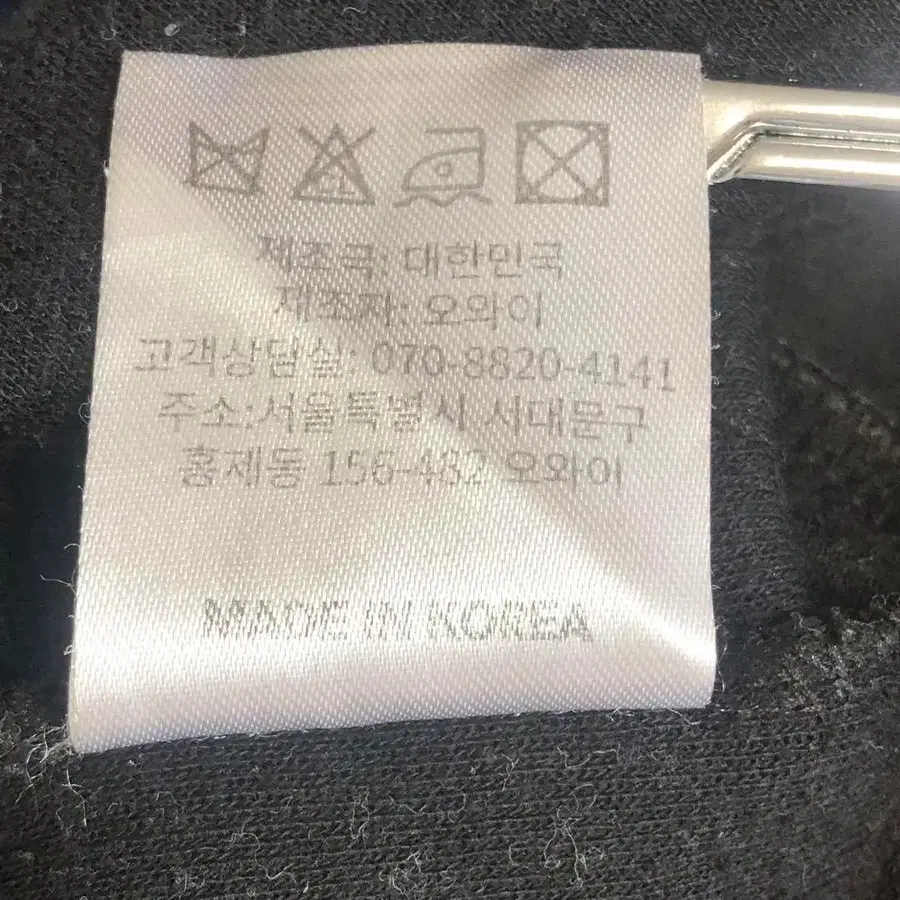 제조국: 대한민국
제조자: 오와이
고객상담실: 070-8820-4141
주소:서울특별시 서대문구
홍제동 156-482 오와이
MADE IN KOREA